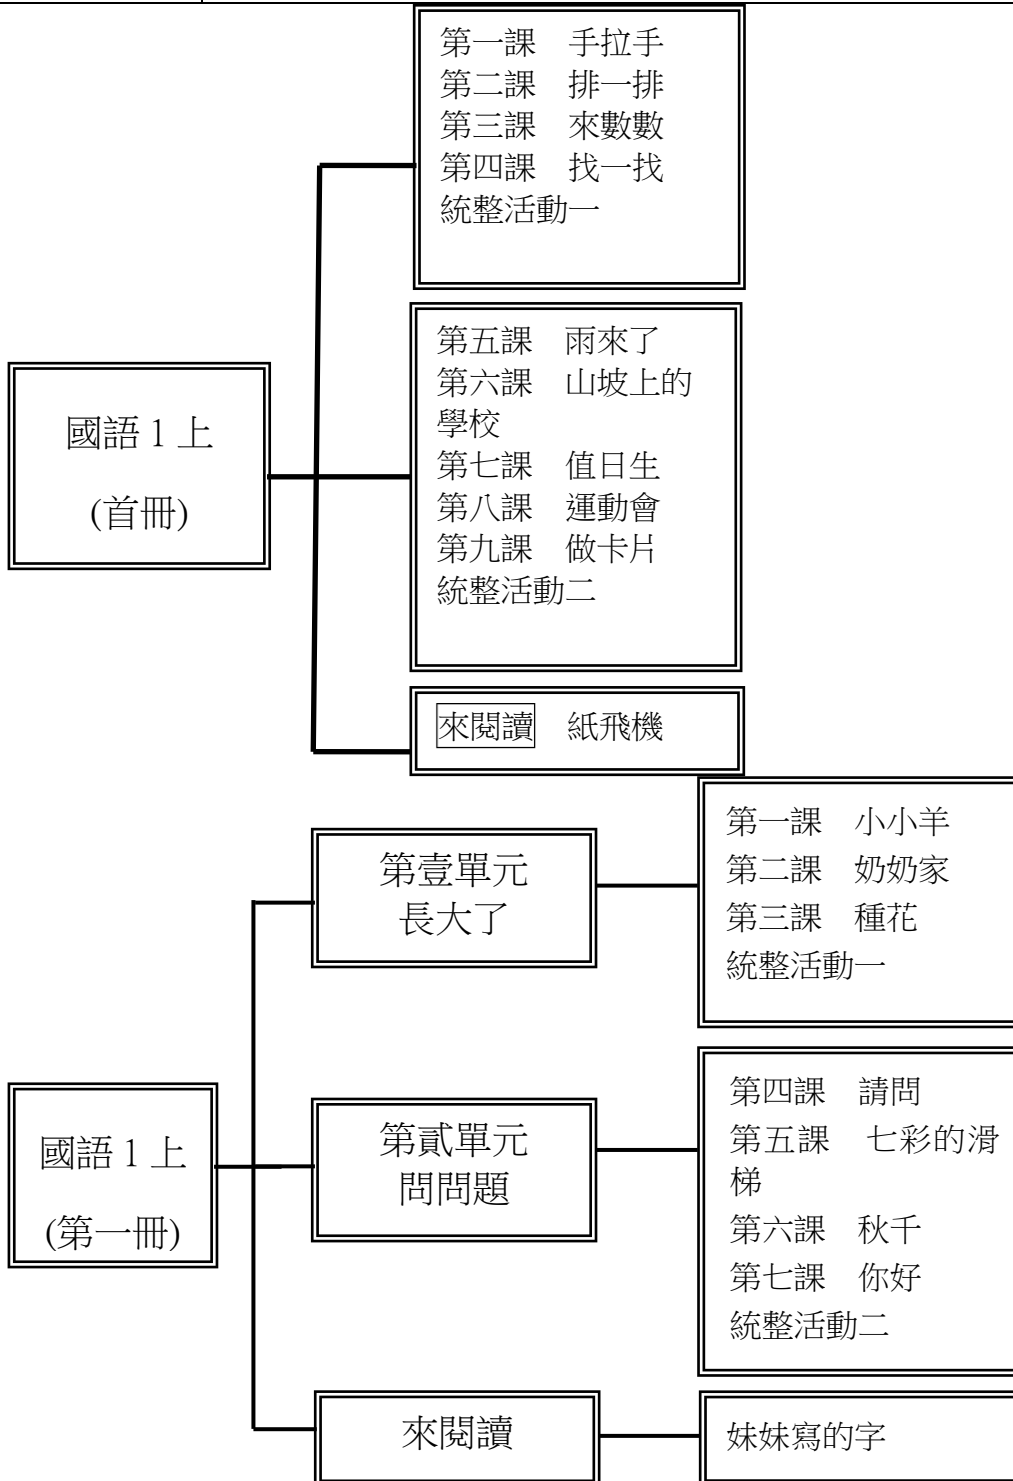 第一課　手拉手
第二課　排一排
第三課　來數數
第四課　找一找
統整活動一
國語 1 上
(首冊)
第五課　雨來了
第六課　山坡上的
學校
第七課　值日生
第八課　運動會
第九課　做卡片
統整活動二
來閱讀　紙飛機
第壹單元
長大了
第一課　小小羊
第二課　奶奶家
第三課　種花
統整活動一
國語 1 上
(第一冊)
第貳單元
問問題
第四課　請問
第五課　七彩的滑
梯
第六課　秋千
第七課　你好
統整活動二
來閱讀
妹妹寫的字